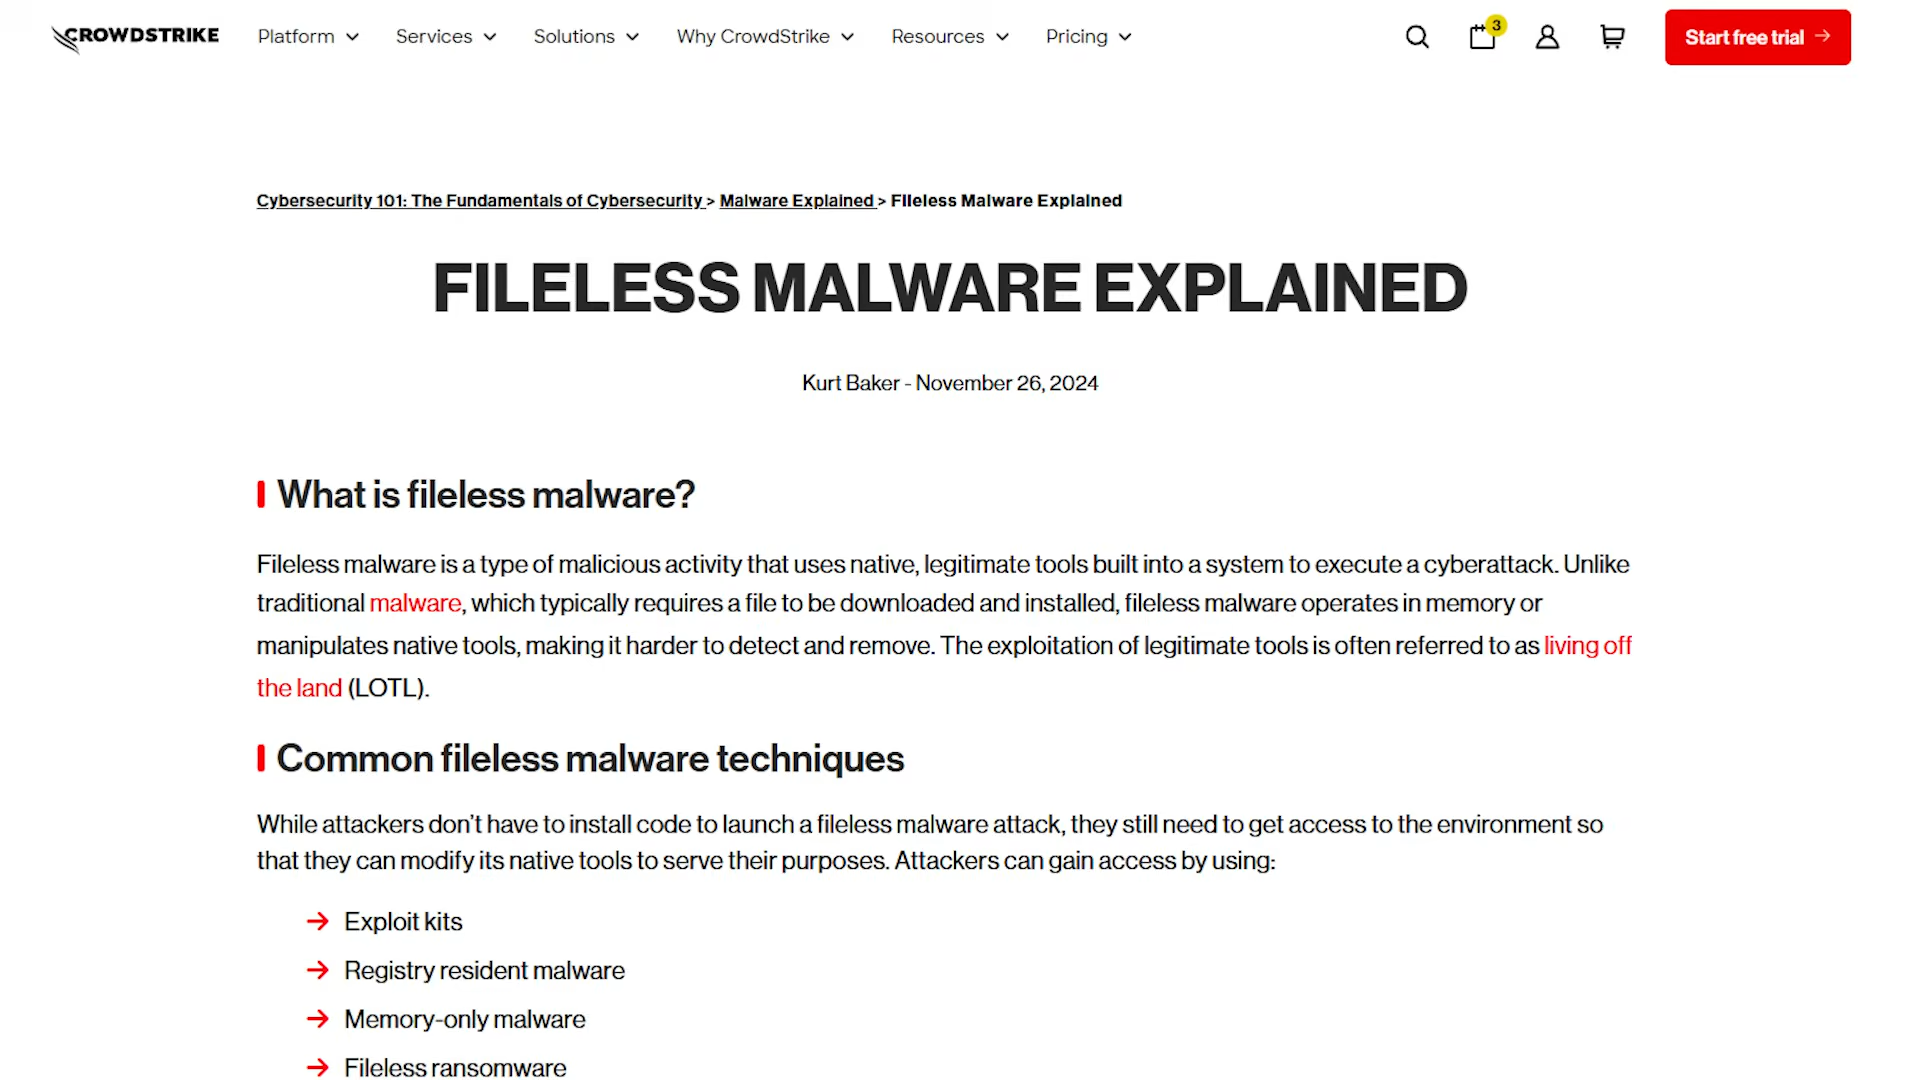 CROWDSTRIKE Platform Services Solutions Why CrowdStrike Resources Pricing 3 Start free trial →
Cybersecurity 101: The Fundamentals of Cybersecurity > Malware Explained > Fileless Malware Explained
FILELESS MALWARE EXPLAINED
Kurt Baker - November 26, 2024
What is fileless malware?
Fileless malware is a type of malicious activity that uses native, legitimate tools built into a system to execute a cyberattack. Unlike
traditional malware, which typically requires a file to be downloaded and installed, fileless malware operates in memory or
manipulates native tools, making it harder to detect and remove. The exploitation of legitimate tools is often referred to as living off
the land (LOTL).
Common fileless malware techniques
While attackers don’t have to install code to launch a fileless malware attack, they still need to get access to the environment so
that they can modify its native tools to serve their purposes. Attackers can gain access by using:
→ Exploit kits
→ Registry resident malware
→ Memory-only malware
→ Fileless ransomware